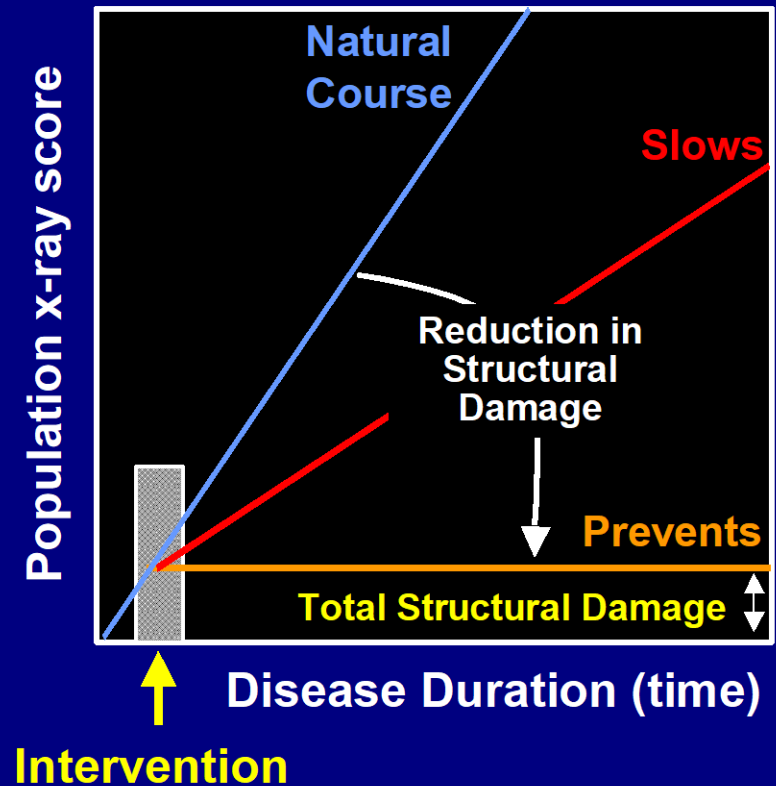 Population x-ray score
Natural
Course
Slows
Reduction in
Structural
Damage
Prevents
Total Structural Damage
Disease Duration (time)
Intervention